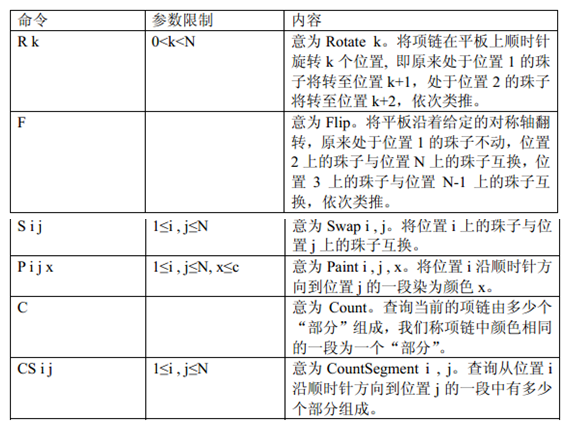 命令 参数限制 内容
R k 0<k<N 意为 Rotate k。将项链在平板上顺时针
旋转 k 个位置, 即原来处于位置 1 的珠
子将转至位置 k+1，处于位置 2 的珠子
将转至位置 k+2，依次类推。
F 意为 Flip。将平板沿着给定的对称轴翻
转，原来处于位置 1 的珠子不动，位置
2 上的珠子与位置 N 上的珠子互换，位
置 3 上的珠子与位置 N-1 上的珠子互
换，依次类推。
S i j 1≤i , j≤N 意为 Swap i , j。将位置 i 上的珠子与位
置 j 上的珠子互换。
P i j x 1≤i , j≤N, x≤c 意为 Paint i , j , x。将位置 i 沿顺时针方
向到位置 j 的一段染为颜色 x。
C 意为 Count。查询当前的项链由多少个
“部分”组成，我们称项链中颜色相同
的一段为一个“部分”。
CS i j 1≤i , j≤N 意为 CountSegment i , j。查询从位置 i
沿顺时针方向到位置 j 的一段中有多少
个部分组成。